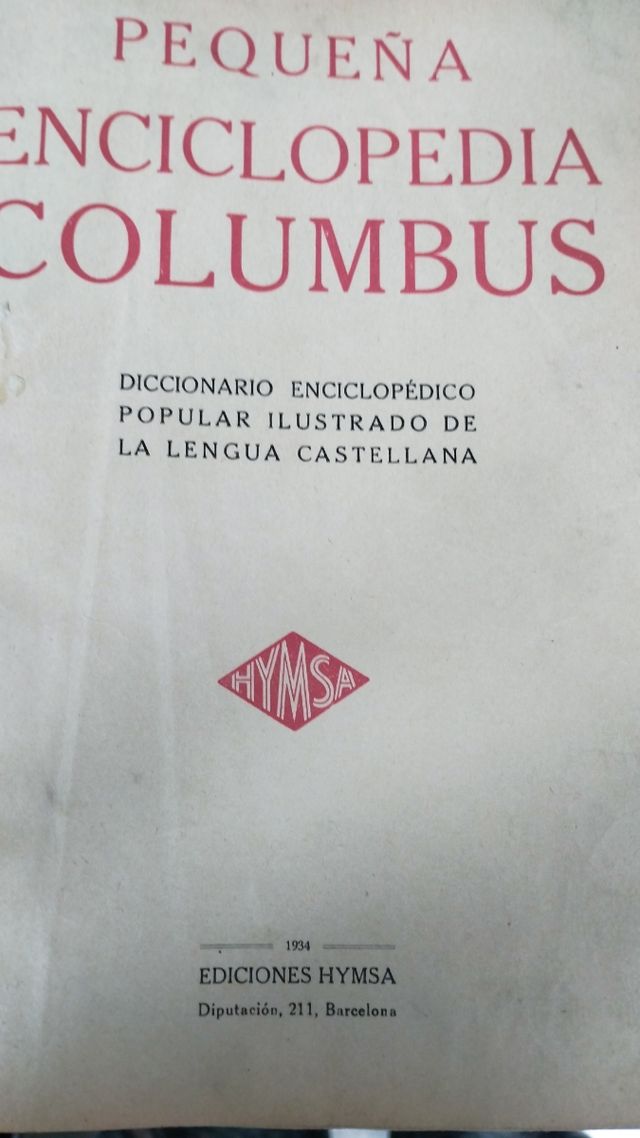 PEQUEÑA
ENCICLOPEDIA
COLUMBUS
DICCIONARIO ENCICLOPÉDICO
POPULAR ILUSTRADO DE
LA LENGUA CASTELLANA
HYMSA
1934
EDICIONES HYMSA
Diputación, 211, Barcelona